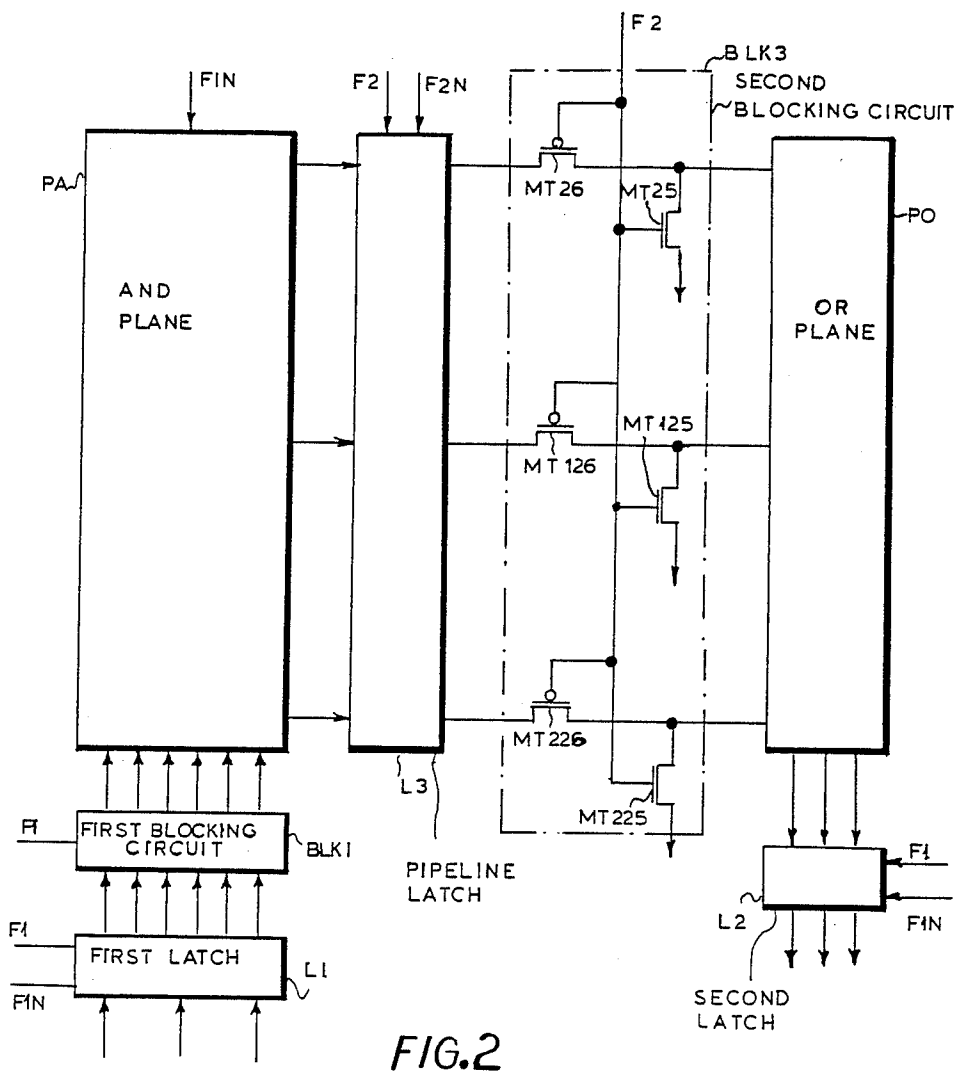 F2
BLK3
SECOND
BLOCKING CIRCUIT
F1N
F2
F2N
PA
MT26
MT25
PO
AND
PLANE
OR
PLANE
MT125
MT126
MT226
MT225
L3
F1
FIRST BLOCKING
CIRCUIT
BLK1
PIPELINE
LATCH
F1
F1N
L2
F1
FIRST LATCH
L1
F1N
SECOND
LATCH
FIG.2